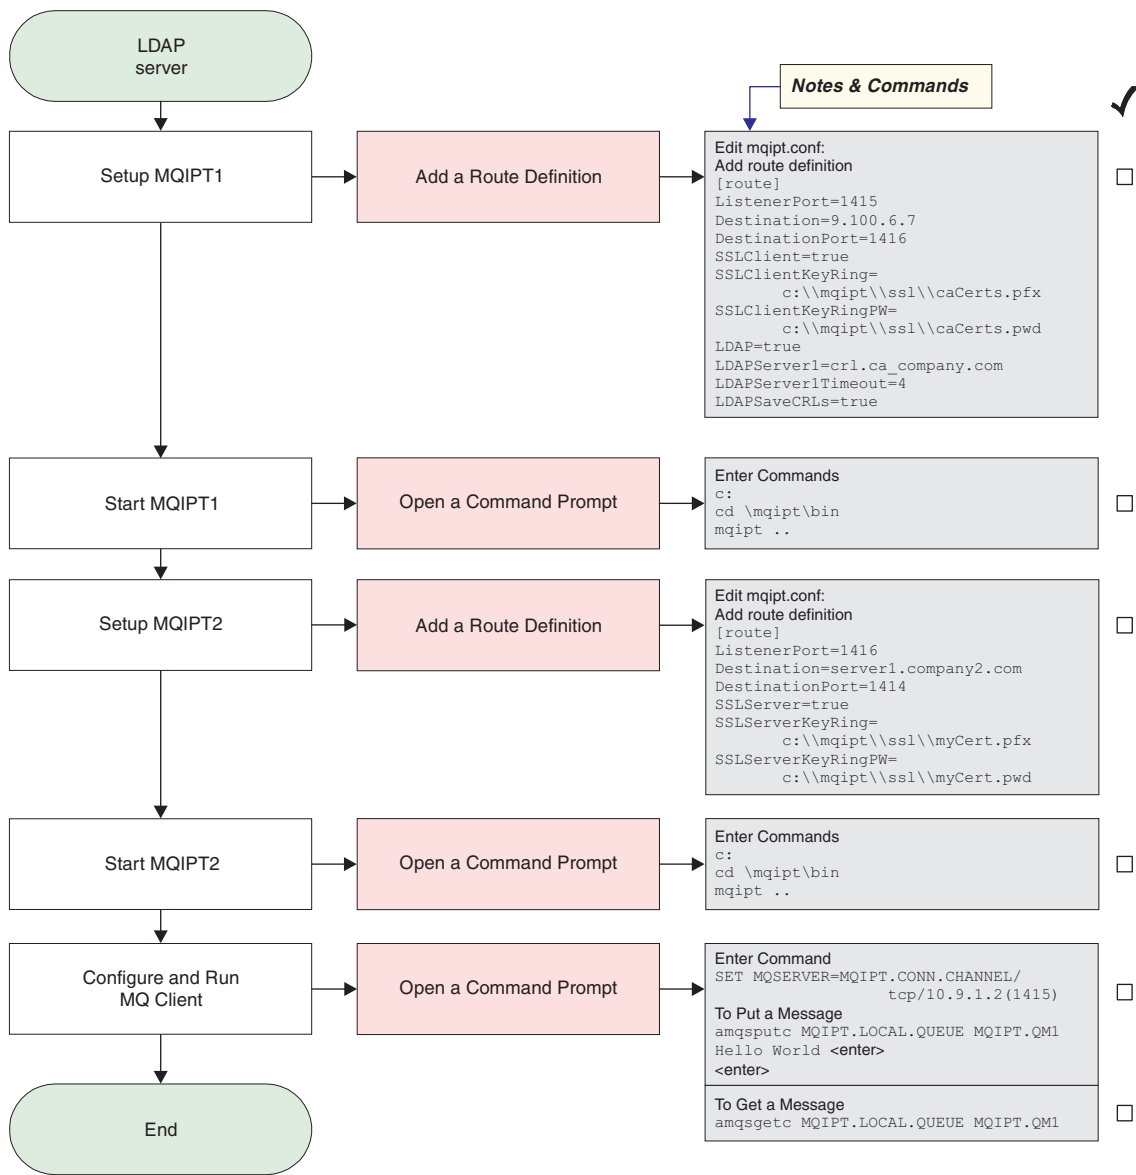 LDAP
server
Notes & Commands
Setup MQIPT1
Add a Route Definition
Edit mqipt.conf:
Add route definition
[route]
ListenerPort=1415
Destination=9.100.6.7
DestinationPort=1416
SSLClient=true
SSLClientKeyRing=
c:\\mqipt\\ssl\\caCerts.pfx
SSLClientKeyRingPW=
c:\\mqipt\\ssl\\caCerts.pwd
LDAP=true
LDAPServer1=crl.ca_company.com
LDAPServer1Timeout=4
LDAPSaveCRLs=true
Start MQIPT1
Open a Command Prompt
Enter Commands
c:
cd \mqipt\bin
mqipt ..
Setup MQIPT2
Add a Route Definition
Edit mqipt.conf:
Add route definition
[route]
ListenerPort=1416
Destination=server1.company2.com
DestinationPort=1414
SSLServer=true
SSLServerKeyRing=
c:\\mqipt\\ssl\\myCert.pfx
SSLServerKeyRingPW=
c:\\mqipt\\ssl\\myCert.pwd
Start MQIPT2
Open a Command Prompt
Enter Commands
c:
cd \mqipt\bin
mqipt ..
Configure and Run
MQ Client
Open a Command Prompt
Enter Command
SET MQSERVER=MQIPT.CONN.CHANNEL/
tcp/10.9.1.2(1415)
To Put a Message
amqsputc MQIPT.LOCAL.QUEUE MQIPT.QM1
Hello World <enter>
<enter>
End
To Get a Message
amqsgetc MQIPT.LOCAL.QUEUE MQIPT.QM1